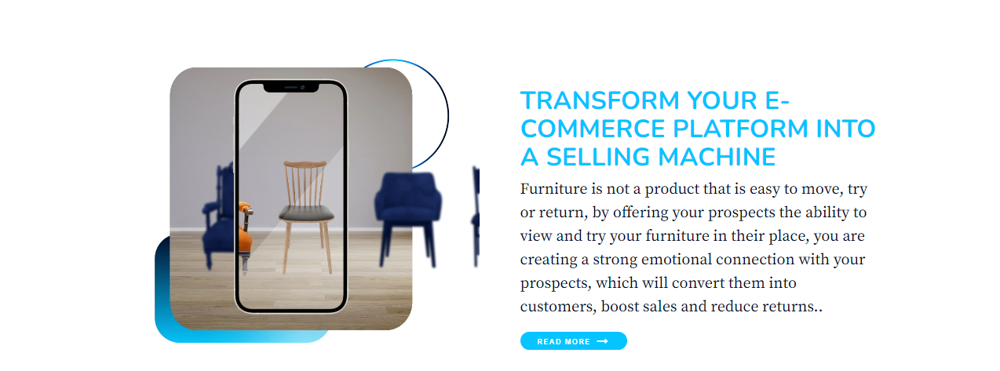 TRANSFORM YOUR E-
COMMERCE PLATFORM INTO
A SELLING MACHINE
Furniture is not a product that is easy to move, try
or return, by offering your prospects the ability to
view and try your furniture in their place, you are
creating a strong emotional connection with your
prospects, which will convert them into
customers, boost sales and reduce returns..
READ MORE